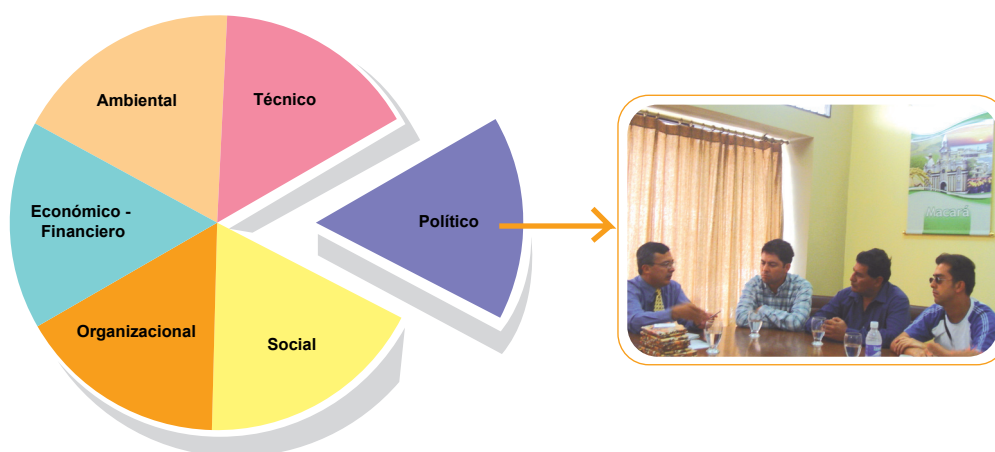 Ambiental
Técnico
Económico -
Financiero
Político
Organizacional
Social
Macará